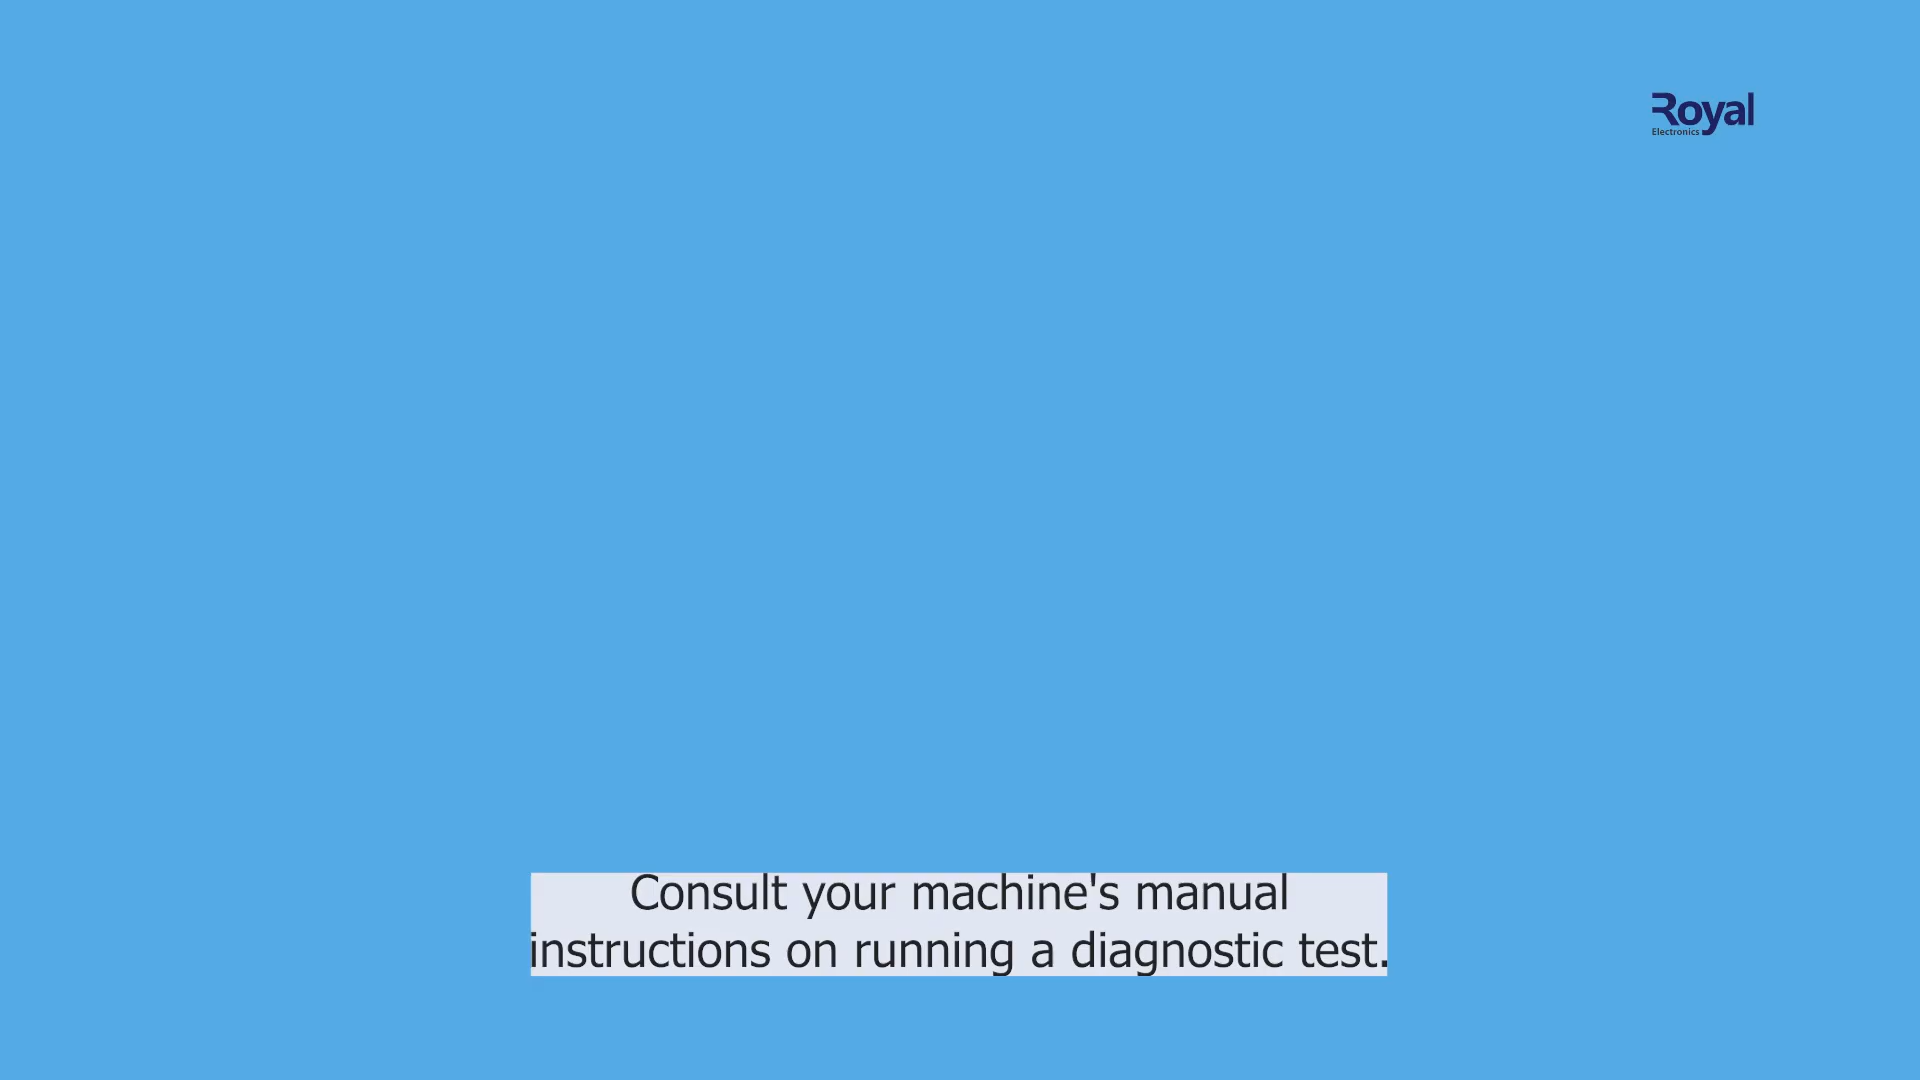 Royal
Electronics
Consult your machine's manual
instructions on running a diagnostic test.